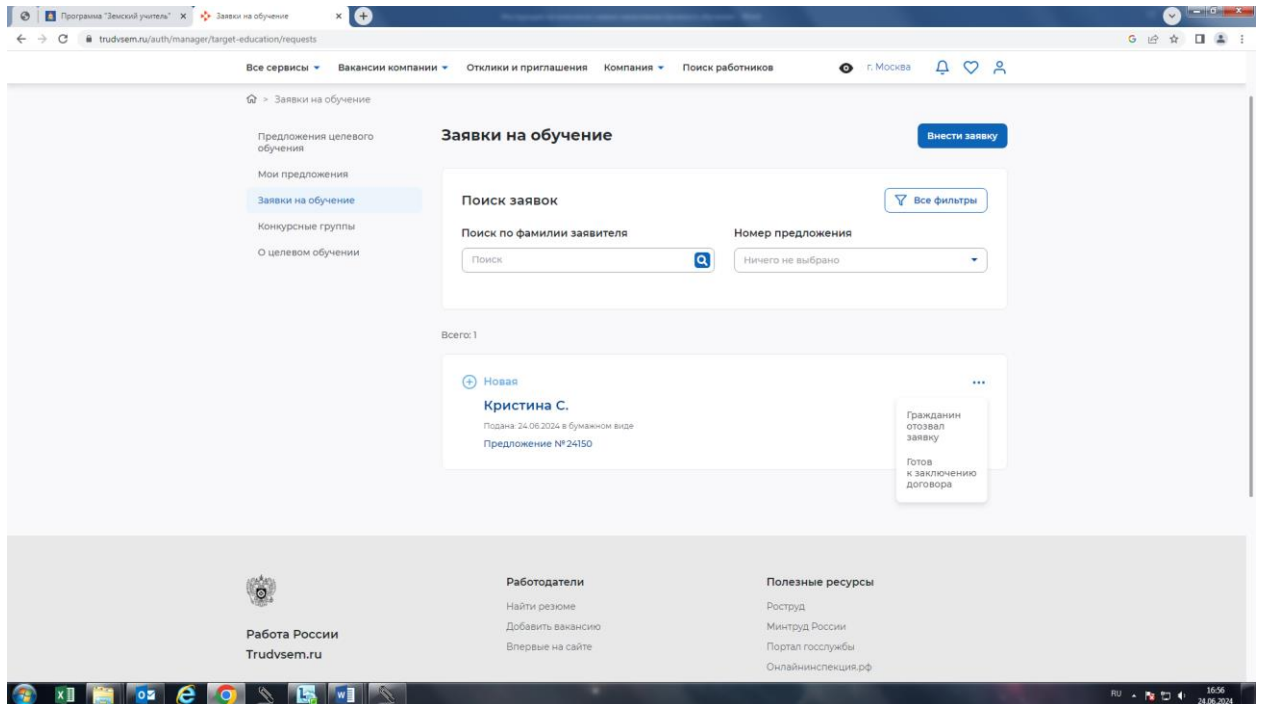 Программа "Земский учитель"
Заявки на обучение
trudvsem.ru/auth/manager/target-education/requests
Все сервисы
Вакансии компании
Отклики и приглашения
Компания
Поиск работников
г. Москва
> Заявки на обучение
Предложения целевого
обучения
Мои предложения
Заявки на обучение
Конкурсные группы
О целевом обучении
Заявки на обучение
Внести заявку
Поиск заявок
Все фильтры
Поиск по фамилии заявителя
Номер предложения
Поиск
Ничего не выбрано
Всего: 1
Новая
Кристина С.
Подана: 24.06.2024 в бумажном виде
Предложение №24150
Гражданин
отозвал
заявку
Готов
к заключению
договора
Работа России
Trudvsem.ru
Работодатели
Найти резюме
Добавить вакансию
Впервые на сайте
Полезные ресурсы
Роструд
Минтруд России
Портал госслужбы
Онлайнинспекция.рф
RU
16:56
24.06.2024